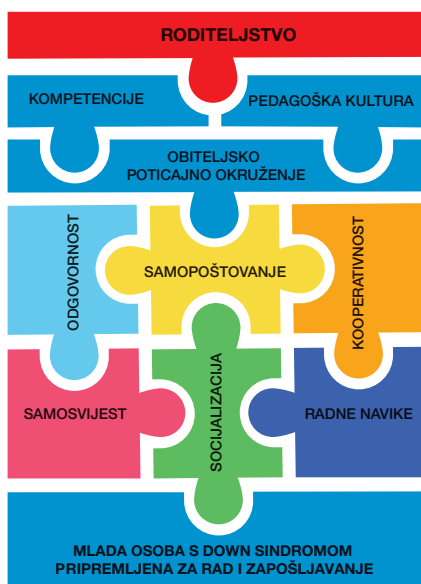 RODITELJSTVO
KOMPETENCIJE
PEDAGOŠKA KULTURA
OBITELJSKO
POTICAJNO OKRUŽENJE
ODGOVORNOST
SAMOPOŠTOVANJE
KOOPERATIVNOST
SAMOSVIJEST
SOCIJALIZACIJA
RADNE NAVIKE
MLADA OSOBA S DOWN SINDROMOM
PRIPREMLJENA ZA RAD I ZAPOŠLJAVANJE